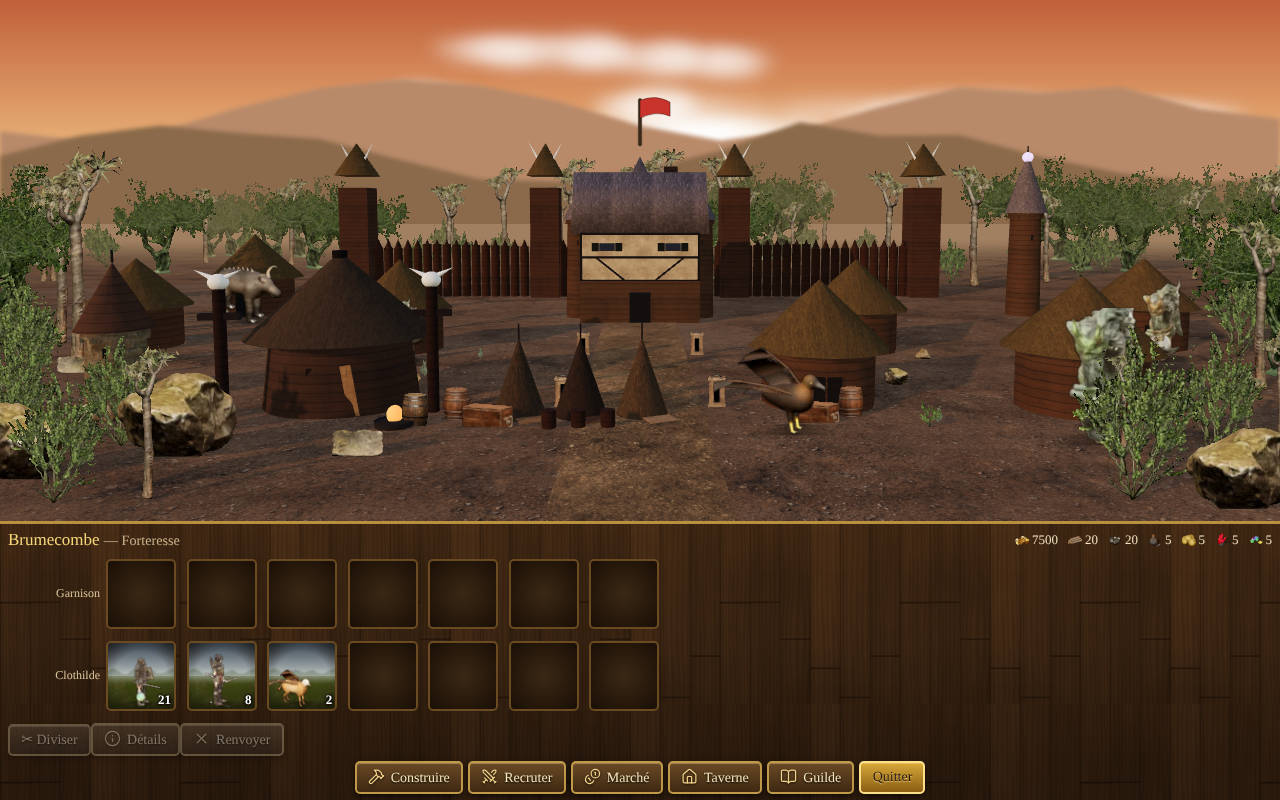 Brumecombe — Forteresse
7500 20 20 5 5 5 5
Garnison
Clothilde
21 8 2
Diviser Détails Renvoyer
Construire Recruter Marché Taverne Guilde Quitter